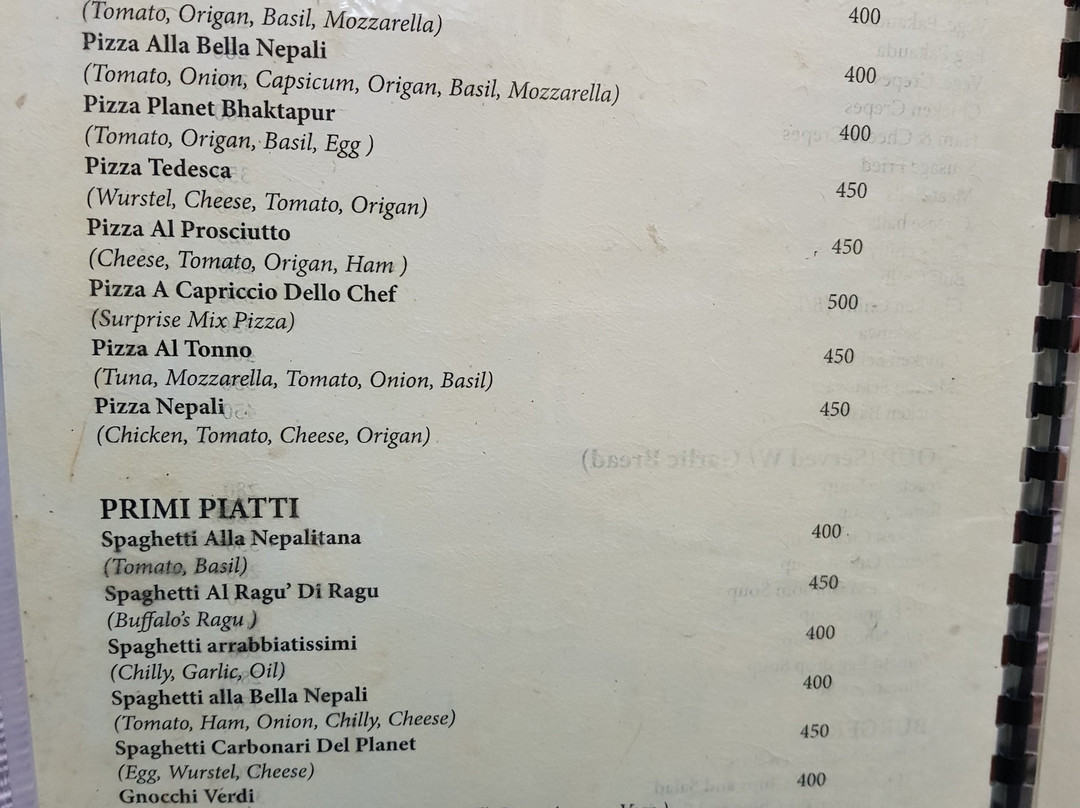 (Tomato, Origan, Basil, Mozzarella) 400
Pizza Alla Bella Nepali
(Tomato, Onion, Capsicum, Origan, Basil, Mozzarella) 400
Pizza Planet Bhaktapur
(Tomato, Origan, Basil, Egg ) 400
Pizza Tedesca
(Wurstel, Cheese, Tomato, Origan) 450
Pizza Al Prosciutto
(Cheese, Tomato, Origan, Ham ) 450
Pizza A Capriccio Dello Chef
(Surprise Mix Pizza) 500
Pizza Al Tonno
(Tuna, Mozzarella, Tomato, Onion, Basil) 450
Pizza Nepali
(Chicken, Tomato, Cheese, Origan) 450
PRIMI PIATTI
Spaghetti Alla Nepalitana 400
(Tomato, Basil)
Spaghetti Al Ragu' Di Ragu 450
(Buffalo's Ragu )
Spaghetti arrabbiatissimi 400
(Chilly, Garlic, Oil)
Spaghetti alla Bella Nepali 400
(Tomato, Ham, Onion, Chilly, Cheese)
Spaghetti Carbonari Del Planet 450
(Egg, Wurstel, Cheese)
Gnocchi Verdi 400